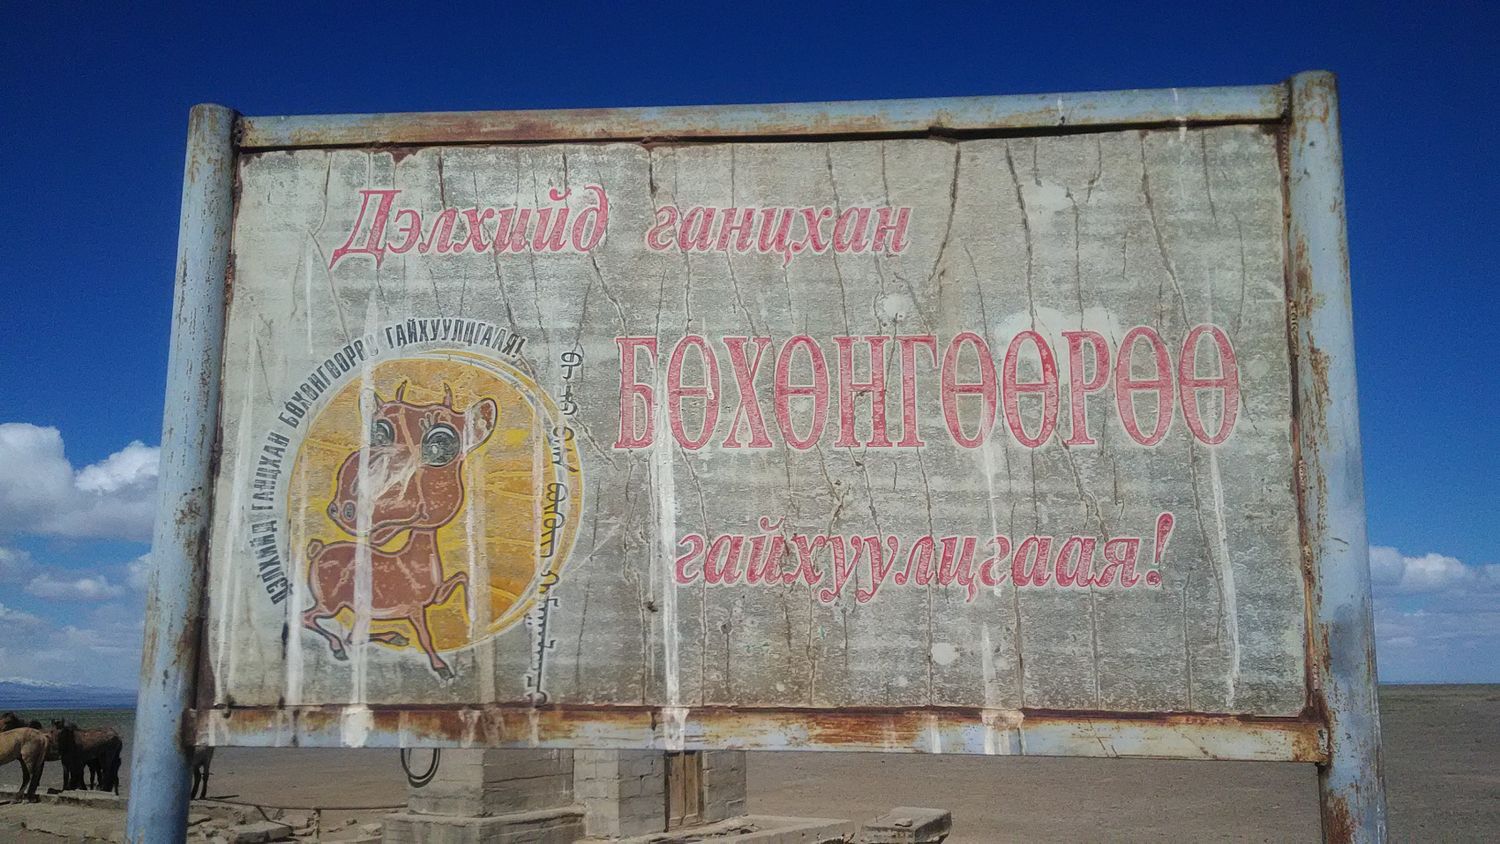 Дэлхийд ганцхан
БӨХӨНГӨӨРӨӨ
гайхуулцгаая!
ДЭЛХИЙД ГАНЦХАН БӨХӨНГӨӨРӨӨ ГАЙХУУЛЦГААЯ!